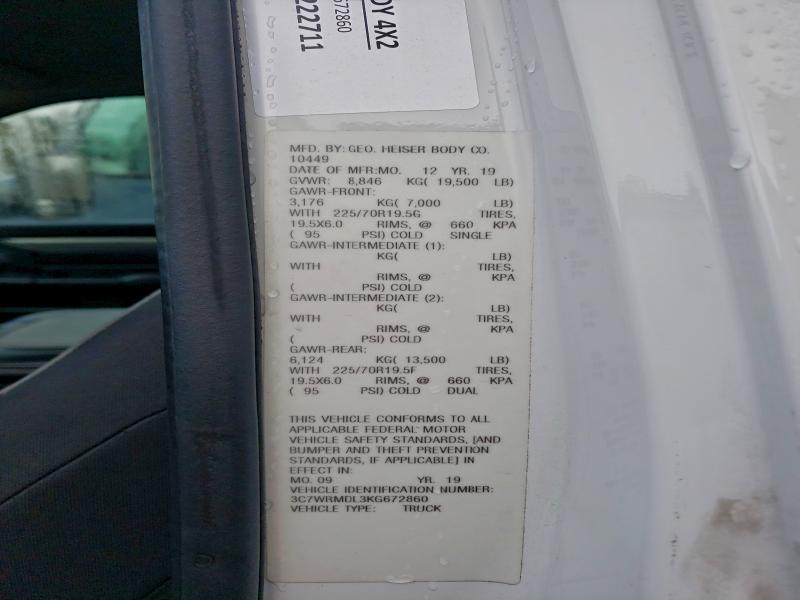 DY 4X2
672860
222711
MFD. BY: GEO. HEISER BODY CO.
10449
DATE OF MFR:MO. 12 YR. 19
GVWR: 8,846 KG( 19,500 LB)
GAWR-FRONT:
3,176 KG( 7,000 LB)
WITH 225/70R19.5G TIRES,
19.5X6.0 RIMS, @ 660 KPA
( 95 PSI) COLD SINGLE
GAWR-INTERMEDIATE (1):
KG( LB)
WITH TIRES,
RIMS, @ KPA
( PSI) COLD
GAWR-INTERMEDIATE (2):
KG( LB)
WITH TIRES,
RIMS, @ KPA
( PSI) COLD
GAWR-REAR:
6,124 KG( 13,500 LB)
WITH 225/70R19.5F TIRES,
19.5X6.0 RIMS, @ 660 KPA
( 95 PSI) COLD DUAL
THIS VEHICLE CONFORMS TO ALL
APPLICABLE FEDERAL MOTOR
VEHICLE SAFETY STANDARDS, [AND
BUMPER AND THEFT PREVENTION
STANDARDS, IF APPLICABLE] IN
EFFECT IN:
MO. 09 YR. 19
VEHICLE IDENTIFICATION NUMBER:
3C7WRMDL3KG672860
VEHICLE TYPE: TRUCK